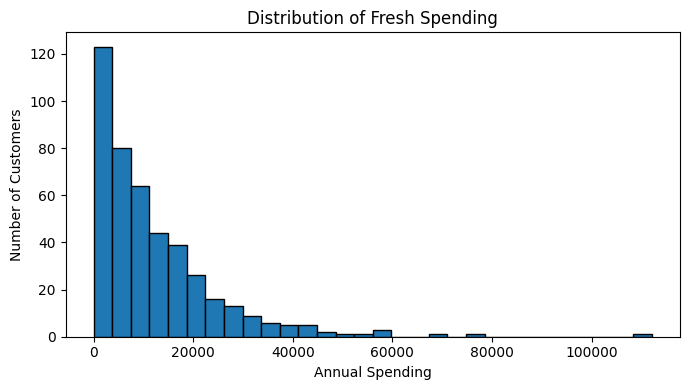 Distribution of Fresh Spending
Number of Customers
120
100
80
60
40
20
0
0 20000 40000 60000 80000 100000
Annual Spending